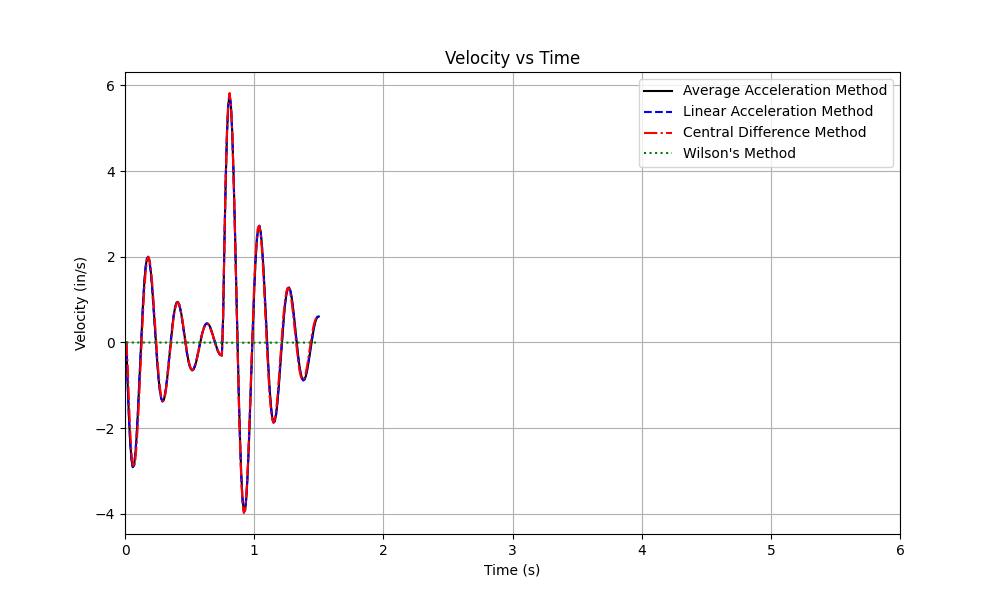 Velocity vs Time
Average Acceleration Method
Linear Acceleration Method
Central Difference Method
Wilson's Method
Velocity (in/s)
6
4
2
0
−2
−4
0 1 2 3 4 5 6
Time (s)